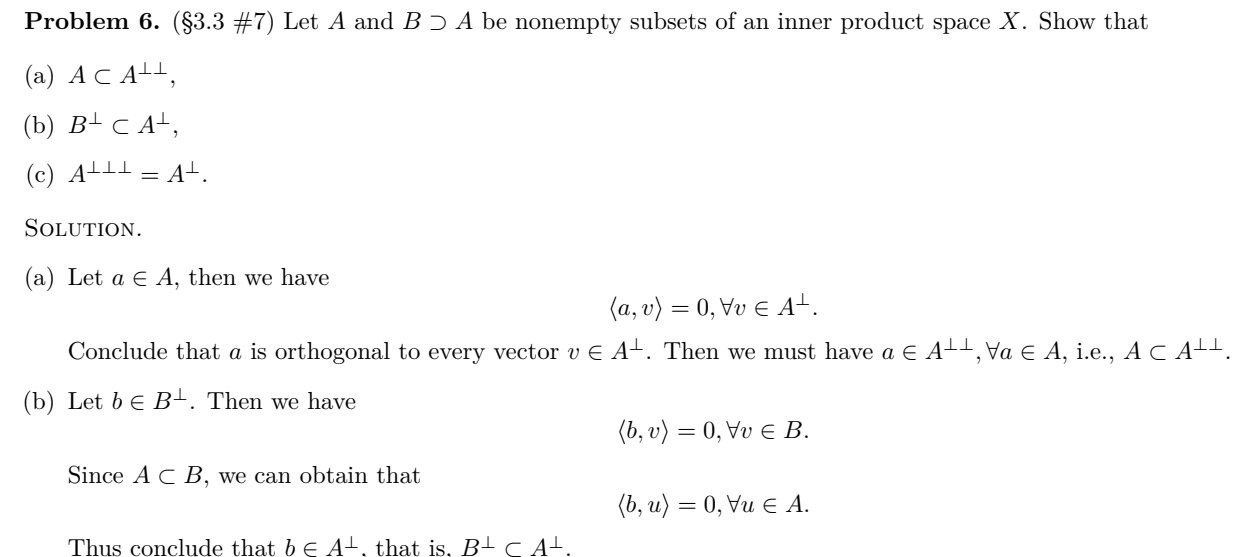 Problem 6. (§3.3 #7) Let A and B ⊃ A be nonempty subsets of an inner product space X. Show that
(a) A ⊂ A⊥⊥,
(b) B⊥ ⊂ A⊥,
(c) A⊥⊥⊥ = A⊥.
Solution.
(a) Let a ∈ A, then we have
⟨a, v⟩ = 0, ∀v ∈ A⊥.
Conclude that a is orthogonal to every vector v ∈ A⊥. Then we must have a ∈ A⊥⊥, ∀a ∈ A, i.e., A ⊂ A⊥⊥.
(b) Let b ∈ B⊥. Then we have
⟨b, v⟩ = 0, ∀v ∈ B.
Since A ⊂ B, we can obtain that
⟨b, u⟩ = 0, ∀u ∈ A.
Thus conclude that b ∈ A⊥, that is, B⊥ ⊂ A⊥.